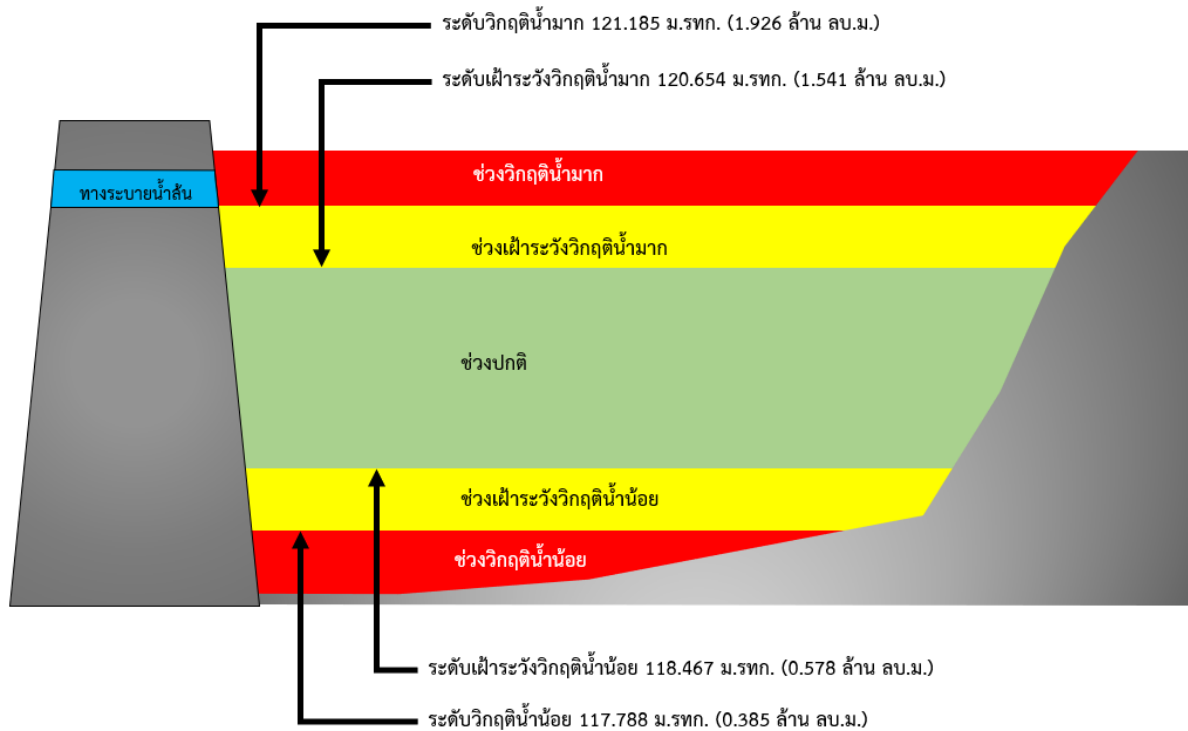 ระดับวิกฤติน้ำมาก 121.185 ม.รทก. (1.926 ล้าน ลบ.ม.)
ระดับเฝ้าระวังวิกฤติน้ำมาก 120.654 ม.รทก. (1.541 ล้าน ลบ.ม.)
ช่วงวิกฤติน้ำมาก
ทางระบายน้ำล้น
ช่วงเฝ้าระวังวิกฤติน้ำมาก
ช่วงปกติ
ช่วงเฝ้าระวังวิกฤติน้ำน้อย
ช่วงวิกฤติน้ำน้อย
ระดับเฝ้าระวังวิกฤติน้ำน้อย 118.467 ม.รทก. (0.578 ล้าน ลบ.ม.)
ระดับวิกฤติน้ำน้อย 117.788 ม.รทก. (0.385 ล้าน ลบ.ม.)